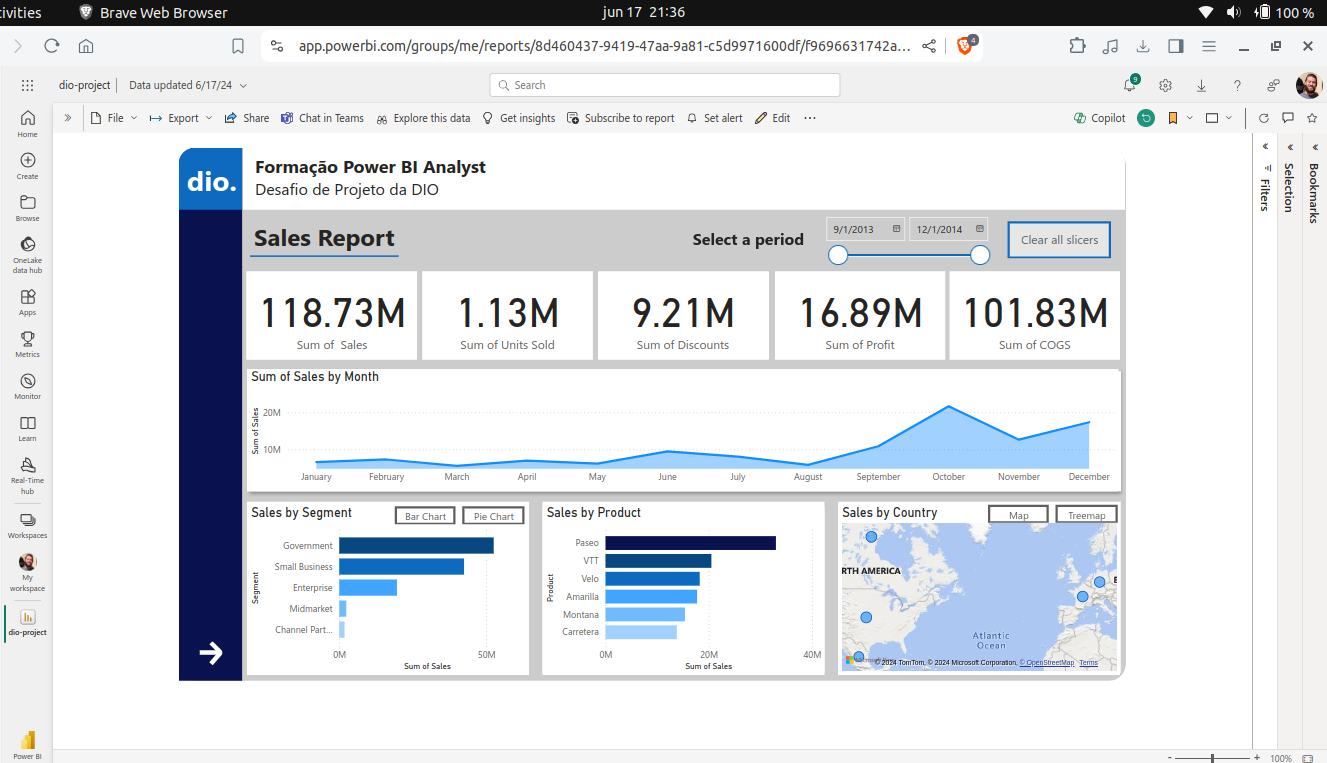 ivities
Brave Web Browser
jun 17 21:36
100 %
app.powerbi.com/groups/me/reports/8d460437-9419-47aa-9a81-c5d9971600df/f9696631742a...
4
dio-project
Data updated 6/17/24
Search
9
File
Export
Share
Chat in Teams
Explore this data
Get insights
Subscribe to report
Set alert
Edit
Copilot
Home
Create
Browse
OneLake
data hub
Apps
Metrics
Monitor
Learn
Real-Time
hub
Workspaces
My
workspace
dio-project
Power BI
dio.
Formação Power BI Analyst
Desafio de Projeto da DIO
Sales Report
Select a period
9/1/2013
12/1/2014
Clear all slicers
118.73M
Sum of Sales
1.13M
Sum of Units Sold
9.21M
Sum of Discounts
16.89M
Sum of Profit
101.83M
Sum of COGS
Sum of Sales by Month
Sum of Sales
20M
10M
January
February
March
April
May
June
July
August
September
October
November
December
Sales by Segment
Bar Chart
Pie Chart
Segment
Government
Small Business
Enterprise
Midmarket
Channel Part...
0M
50M
Sum of Sales
Sales by Product
Product
Paseo
VTT
Velo
Amarilla
Montana
Carretera
0M
20M
40M
Sum of Sales
Sales by Country
Map
Treemap
RTH AMERICA
E
Atlantic
Ocean
© 2024 TomTom, © 2024 Microsoft Corporation, © OpenStreetMap Terms
Filters
Selection
Bookmarks
100%